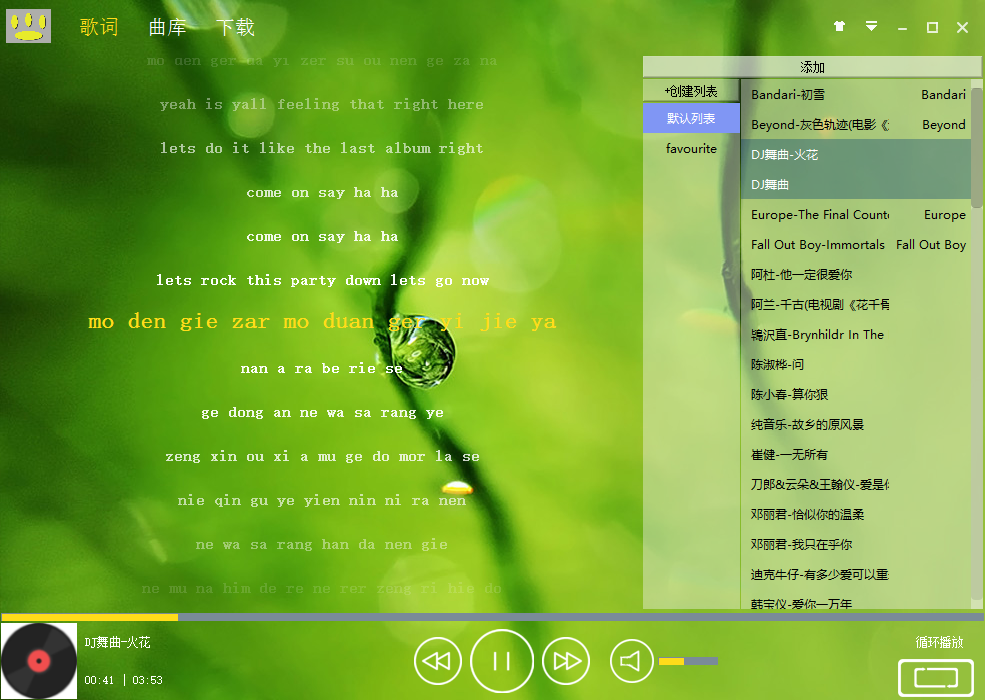 歌词 曲库 下载
mo den ger da yi zer su ou nen ge za na
yeah is yall feeling that right here
lets do it like the last album right
come on say ha ha
come on say ha ha
lets rock this party down lets go now
mo den gie zar mo duan ger yi jie ya
nan a ra be rie se
ge dong an ne wa sa rang ye
zeng xin ou xi a mu ge do mor la se
nie qin gu ye yien nin ni ra nen
ne wa sa rang han da nen gie
ne mu na him de re ne rer zeng ri hie do
添加
+创建列表
默认列表
favourite
Bandari-初雪 Bandari
Beyond-灰色轨迹(电影《 Beyond
DJ舞曲-火花
DJ舞曲
Europe-The Final Count Europe
Fall Out Boy-Immortals Fall Out Boy
阿杜-他一定很爱你
阿兰-千古(电视剧《花千骨
沢直-Brynhildr In The
陈淑桦-问
陈小春-算你狠
纯音乐-故乡的原风景
崔健-一无所有
刀郎&云朵&王翰仪-爱是
邓丽君-恰似你的温柔
邓丽君-我只在乎你
迪克牛仔-有多少爱可以重
韩宝仪-爱你一万年
DJ舞曲-火花
00:41 | 03:53
循环播放